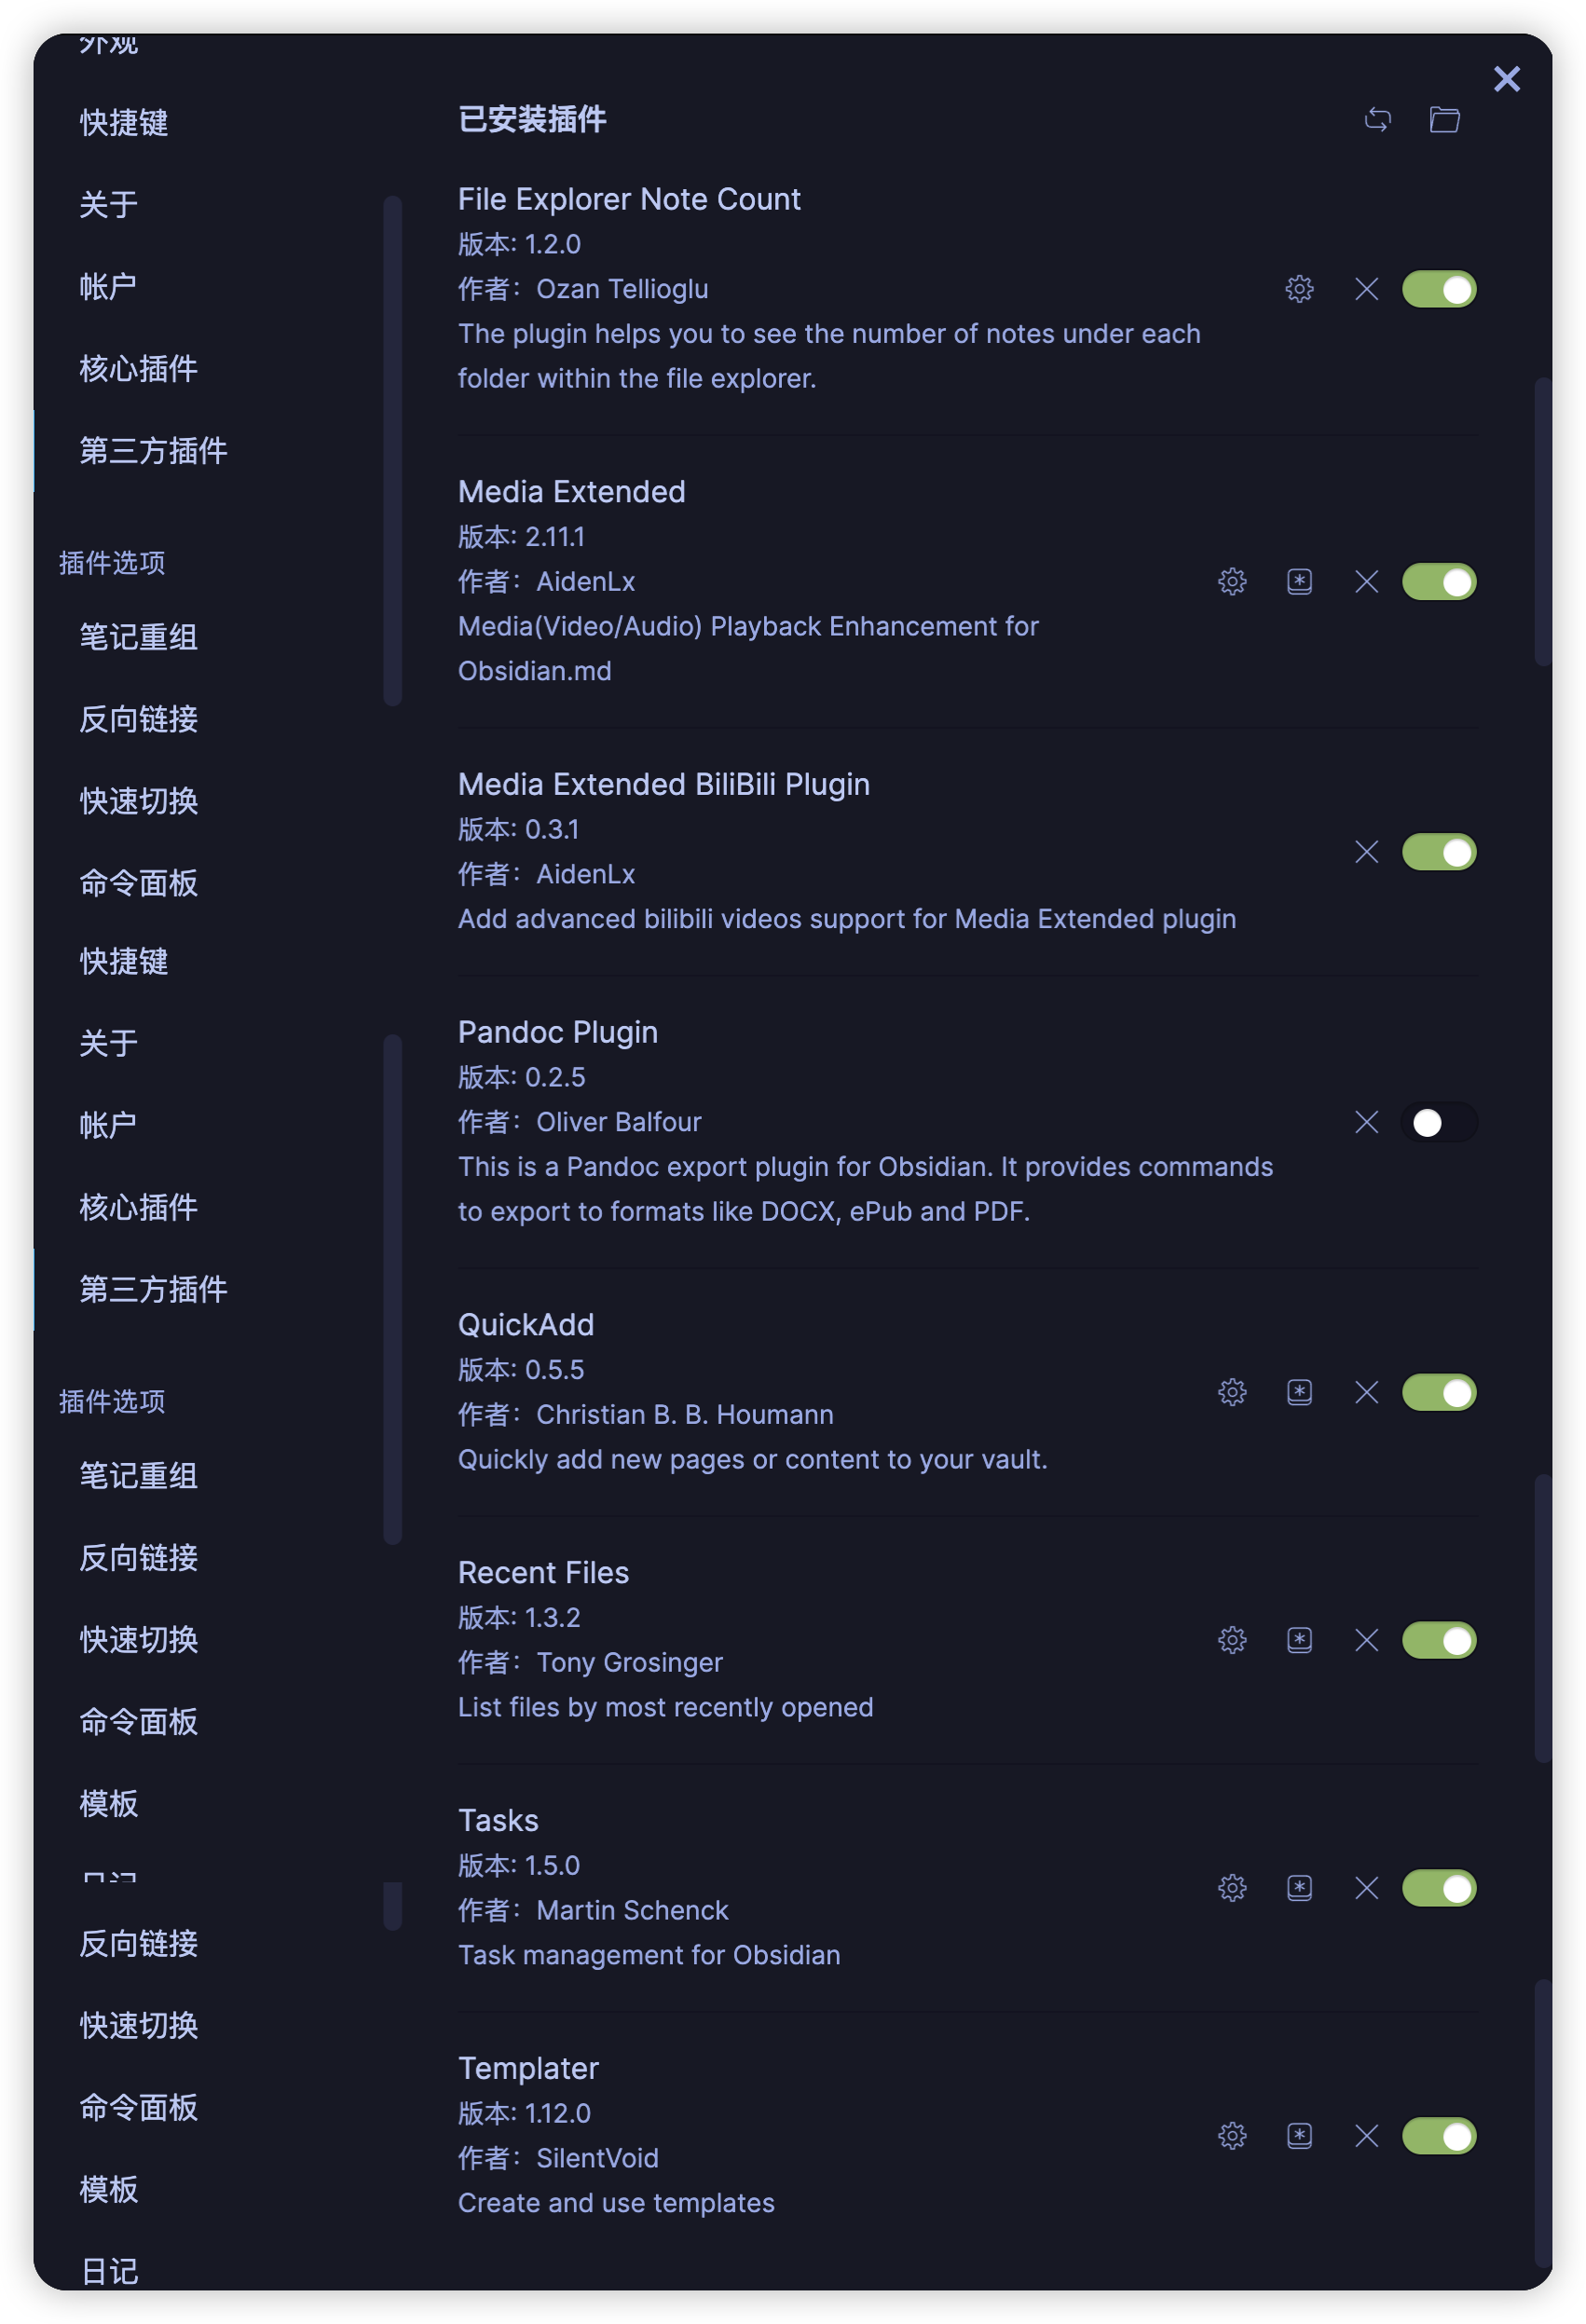 外观
快捷键
关于
帐户
核心插件
第三方插件
插件选项
笔记重组
反向链接
快速切换
命令面板
快捷键
关于
帐户
核心插件
第三方插件
插件选项
笔记重组
反向链接
快速切换
命令面板
模板
日记
反向链接
快速切换
命令面板
模板
日记
已安装插件
File Explorer Note Count
版本: 1.2.0
作者： Ozan Tellioglu
The plugin helps you to see the number of notes under each
folder within the file explorer.
Media Extended
版本: 2.11.1
作者： AidenLx
Media(Video/Audio) Playback Enhancement for
Obsidian.md
Media Extended BiliBili Plugin
版本: 0.3.1
作者： AidenLx
Add advanced bilibili videos support for Media Extended plugin
Pandoc Plugin
版本: 0.2.5
作者： Oliver Balfour
This is a Pandoc export plugin for Obsidian. It provides commands
to export to formats like DOCX, ePub and PDF.
QuickAdd
版本: 0.5.5
作者： Christian B. B. Houmann
Quickly add new pages or content to your vault.
Recent Files
版本: 1.3.2
作者： Tony Grosinger
List files by most recently opened
Tasks
版本: 1.5.0
作者： Martin Schenck
Task management for Obsidian
Templater
版本: 1.12.0
作者： SilentVoid
Create and use templates